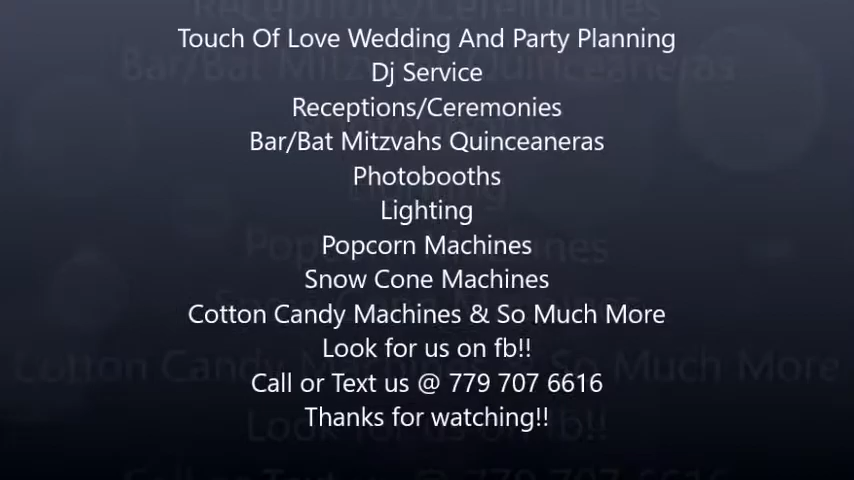 Touch Of Love Wedding And Party Planning
Dj Service
Receptions/Ceremonies
Bar/Bat Mitzvahs Quinceaneras
Photobooths
Lighting
Popcorn Machines
Snow Cone Machines
Cotton Candy Machines & So Much More
Look for us on fb!!
Call or Text us @ 779 707 6616
Thanks for watching!!